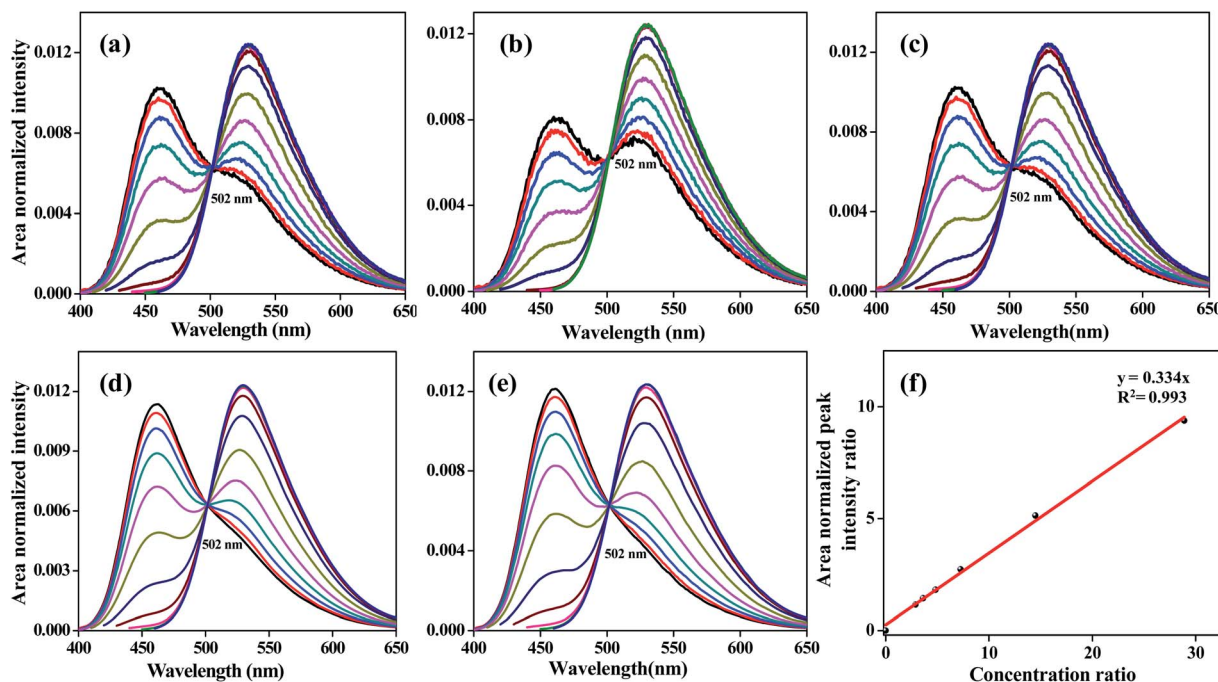 (a)
Area normalized intensity
0.012
0.008
0.004
0.000
502 nm
400 450 500 550 600 650
Wavelength (nm)
(b)
0.012
0.008
0.004
0.000
502 nm
400 450 500 550 600 650
Wavelength(nm)
(c)
0.012
0.008
0.004
0.000
502 nm
400 450 500 550 600 650
Wavelength(nm)
(d)
Area normalized intensity
0.012
0.008
0.004
0.000
502 nm
400 450 500 550 600 650
Wavelength (nm)
(e)
0.012
0.008
0.004
0.000
502 nm
400 450 500 550 600 650
Wavelength(nm)
(f)
y = 0.334x
R²= 0.993
Area normalized peak
intensity ratio
10
5
0
0 10 20 30
Concentration ratio